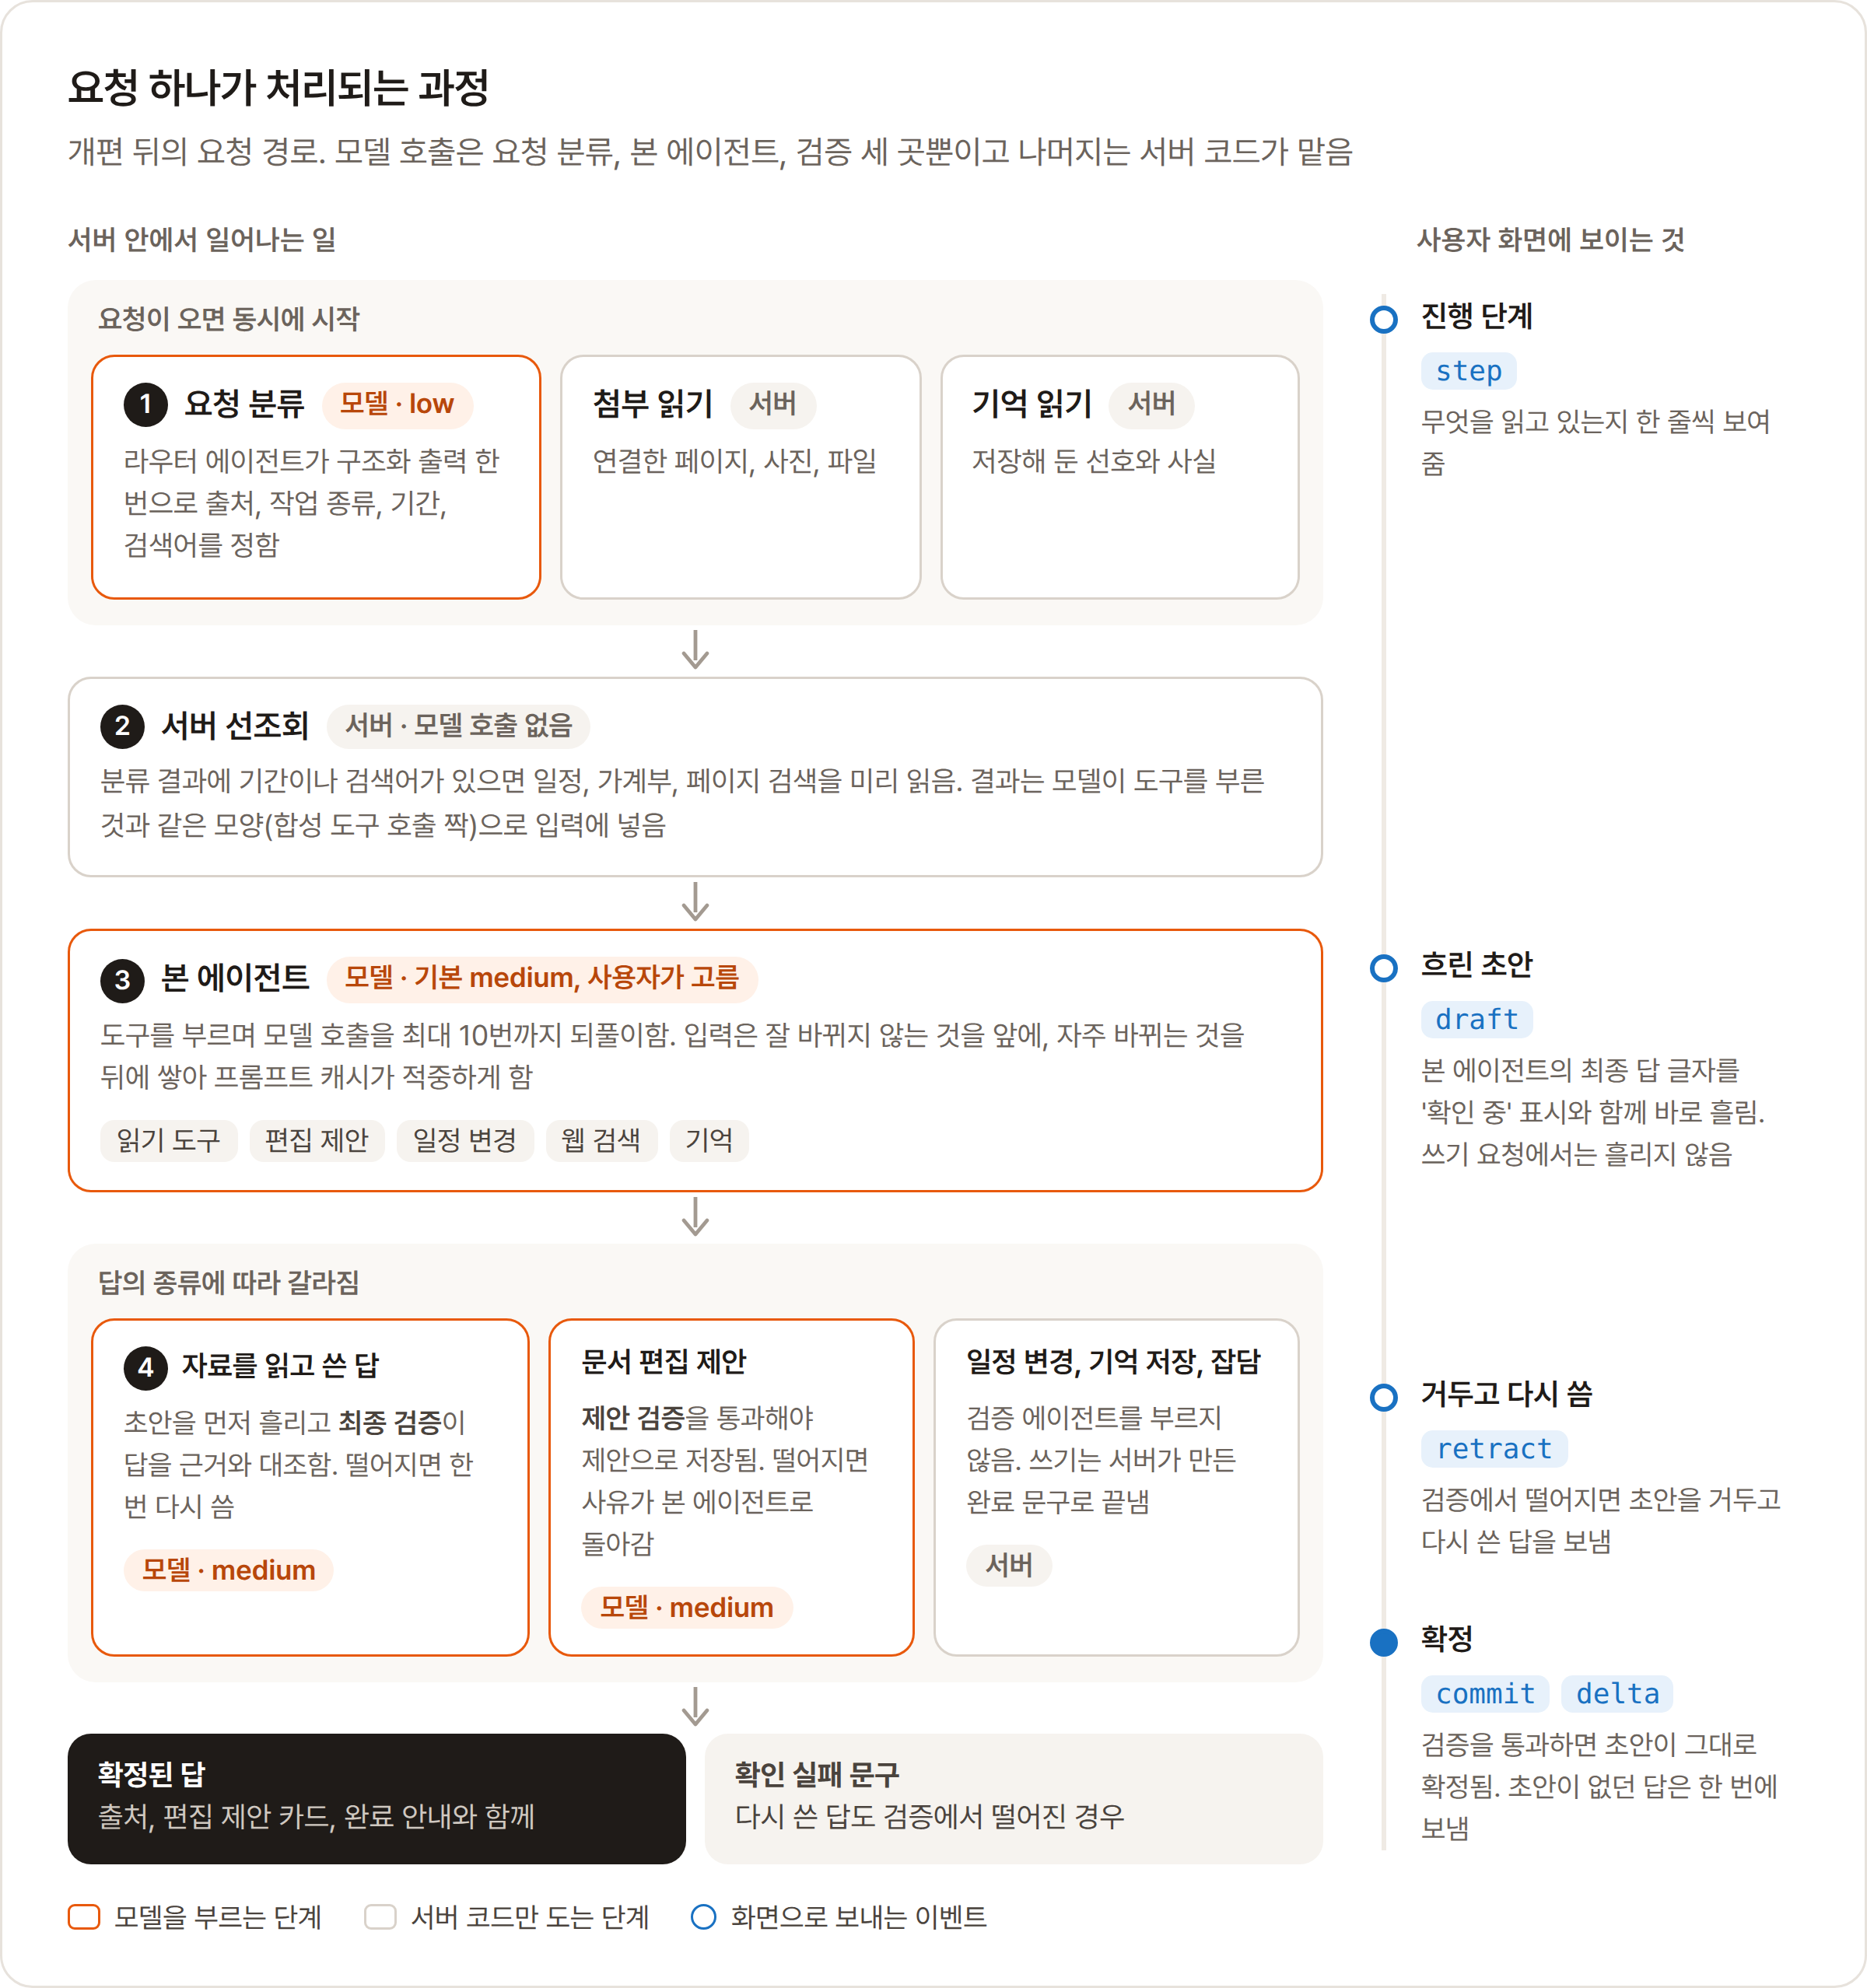 요청 하나가 처리되는 과정
개편 뒤의 요청 경로. 모델 호출은 요청 분류, 본 에이전트, 검증 세 곳뿐이고 나머지는 서버 코드가 맡음
서버 안에서 일어나는 일
요청이 오면 동시에 시작
1 요청 분류 모델 · low
라우터 에이전트가 구조화 출력 한
번으로 출처, 작업 종류, 기간,
검색어를 정함
첨부 읽기 서버
연결한 페이지, 사진, 파일
기억 읽기 서버
저장해 둔 선호와 사실
2 서버 선조회 서버 · 모델 호출 없음
분류 결과에 기간이나 검색어가 있으면 일정, 가계부, 페이지 검색을 미리 읽음. 결과는 모델이 도구를 부른
것과 같은 모양(합성 도구 호출 짝)으로 입력에 넣음
3 본 에이전트 모델 · 기본 medium, 사용자가 고름
도구를 부르며 모델 호출을 최대 10번까지 되풀이함. 입력은 잘 바뀌지 않는 것을 앞에, 자주 바뀌는 것을
뒤에 쌓아 프롬프트 캐시가 적중하게 함
읽기 도구 편집 제안 일정 변경 웹 검색 기억
답의 종류에 따라 갈라짐
4 자료를 읽고 쓴 답
초안을 먼저 흘리고 최종 검증이
답을 근거와 대조함. 떨어지면 한
번 다시 씀
모델 · medium
문서 편집 제안
제안 검증을 통과해야
제안으로 저장됨. 떨어지면
사유가 본 에이전트로
돌아감
모델 · medium
일정 변경, 기억 저장, 잡담
검증 에이전트를 부르지
않음. 쓰기는 서버가 만든
완료 문구로 끝냄
서버
확정된 답
출처, 편집 제안 카드, 완료 안내와 함께
확인 실패 문구
다시 쓴 답도 검증에서 떨어진 경우
사용자 화면에 보이는 것
진행 단계
step
무엇을 읽고 있는지 한 줄씩 보여
줌
흐린 초안
draft
본 에이전트의 최종 답 글자를
'확인 중' 표시와 함께 바로 흘림.
쓰기 요청에서는 흘리지 않음
거두고 다시 씀
retract
검증에서 떨어지면 초안을 거두고
다시 쓴 답을 보냄
확정
commit delta
검증을 통과하면 초안이 그대로
확정됨. 초안이 없던 답은 한 번에
보냄
모델을 부르는 단계 서버 코드만 도는 단계 화면으로 보내는 이벤트